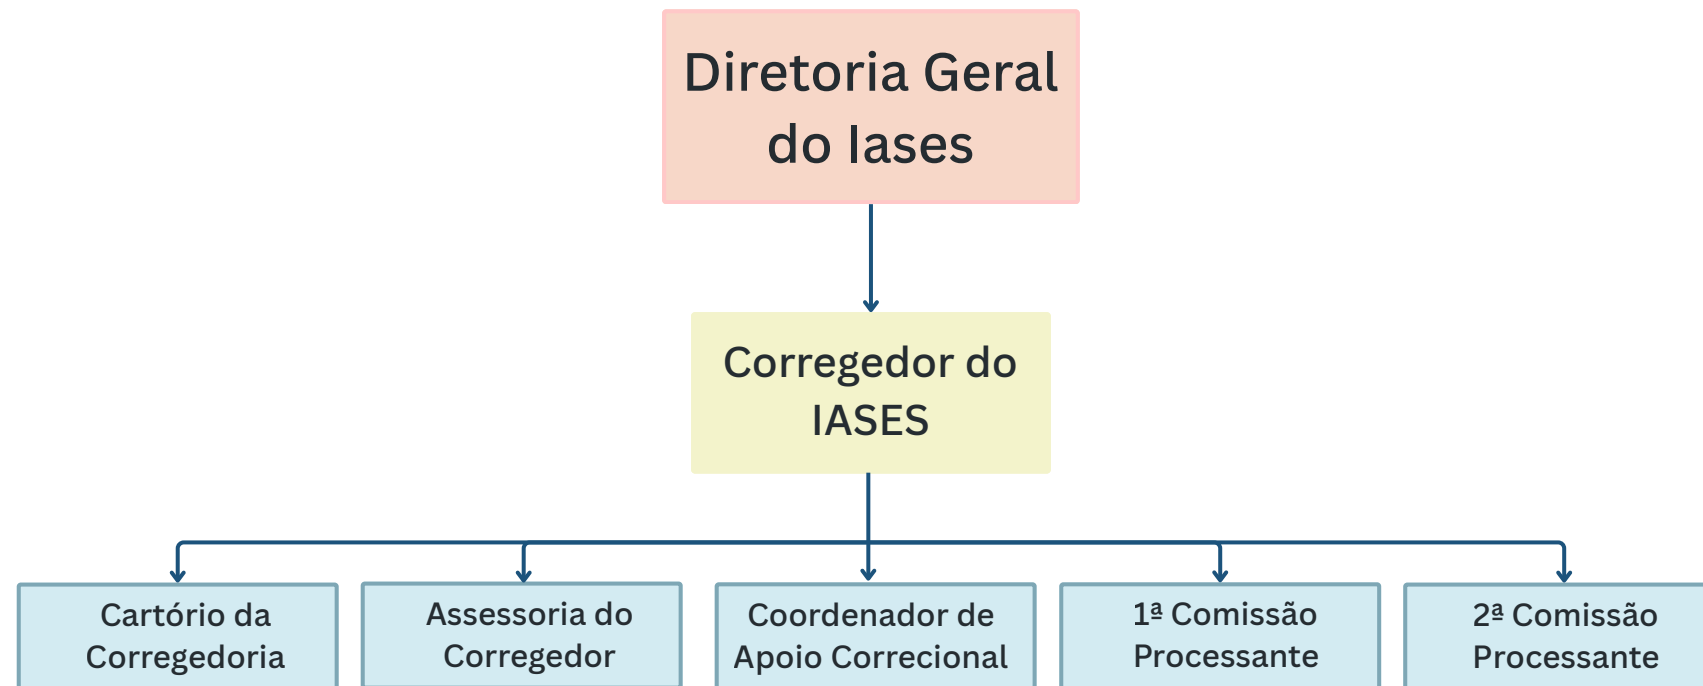 Diretoria Geral
do Iases
Corregedor do
IASES
Cartório da
Corregedoria
Assessoria do
Corregedor
Coordenador de
Apoio Correcional
1ª Comissão
Processante
2ª Comissão
Processante